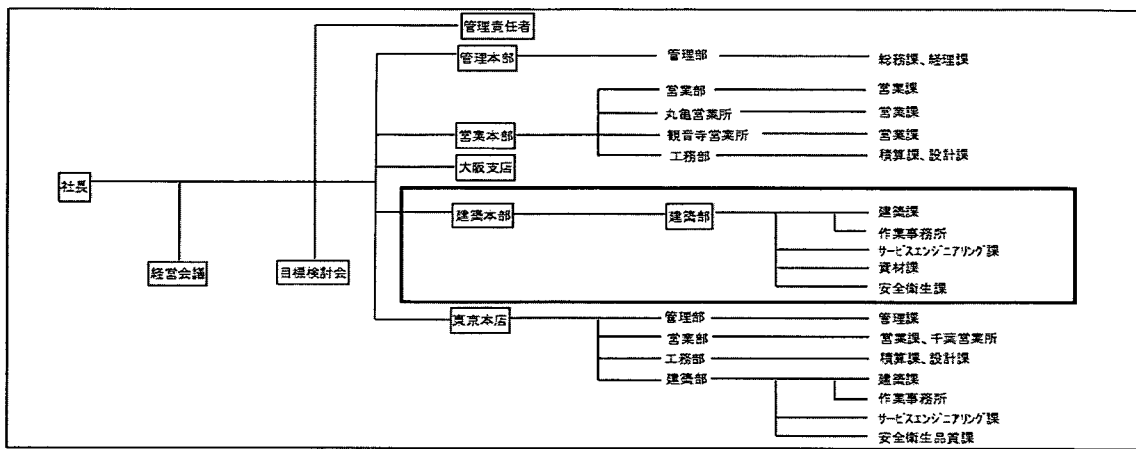 管理責任者
管理本部 管理部 総務課、経理課
営業部 営業課
丸亀営業所 営業課
営業本部 観音寺営業所 営業課
工務部 積算課、設計課
大阪支店
社長
建築本部 建築部 建築課
作業事務所
サービスエンジニアリング課
経営会議 目標検討会 資材課
安全衛生課
東京本店 管理部 管理課
営業部 営業課、千葉営業所
工務部 積算課、設計課
建築部 建築課
作業事務所
サービスエンジニアリング課
安全衛生品質課